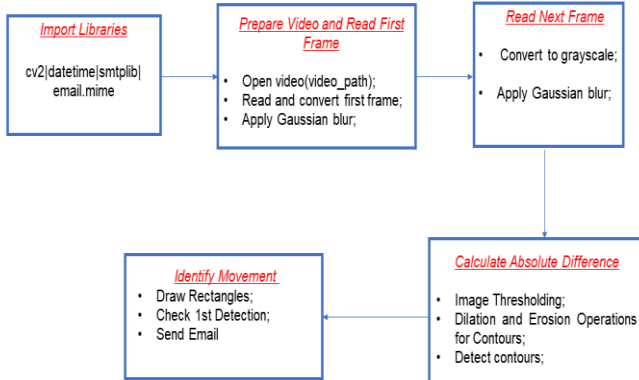 Import Libraries
cv2|datetime|smtplib|
email.mime
Prepare Video and Read First
Frame
• Open video(video_path);
• Read and convert first frame;
• Apply Gaussian blur;
Read Next Frame
• Convert to grayscale;
• Apply Gaussian blur;
Calculate Absolute Difference
• Image Thresholding;
• Dilation and Erosion Operations
for Contours;
• Detect contours;
Identify Movement
• Draw Rectangles;
• Check 1st Detection;
• Send Email